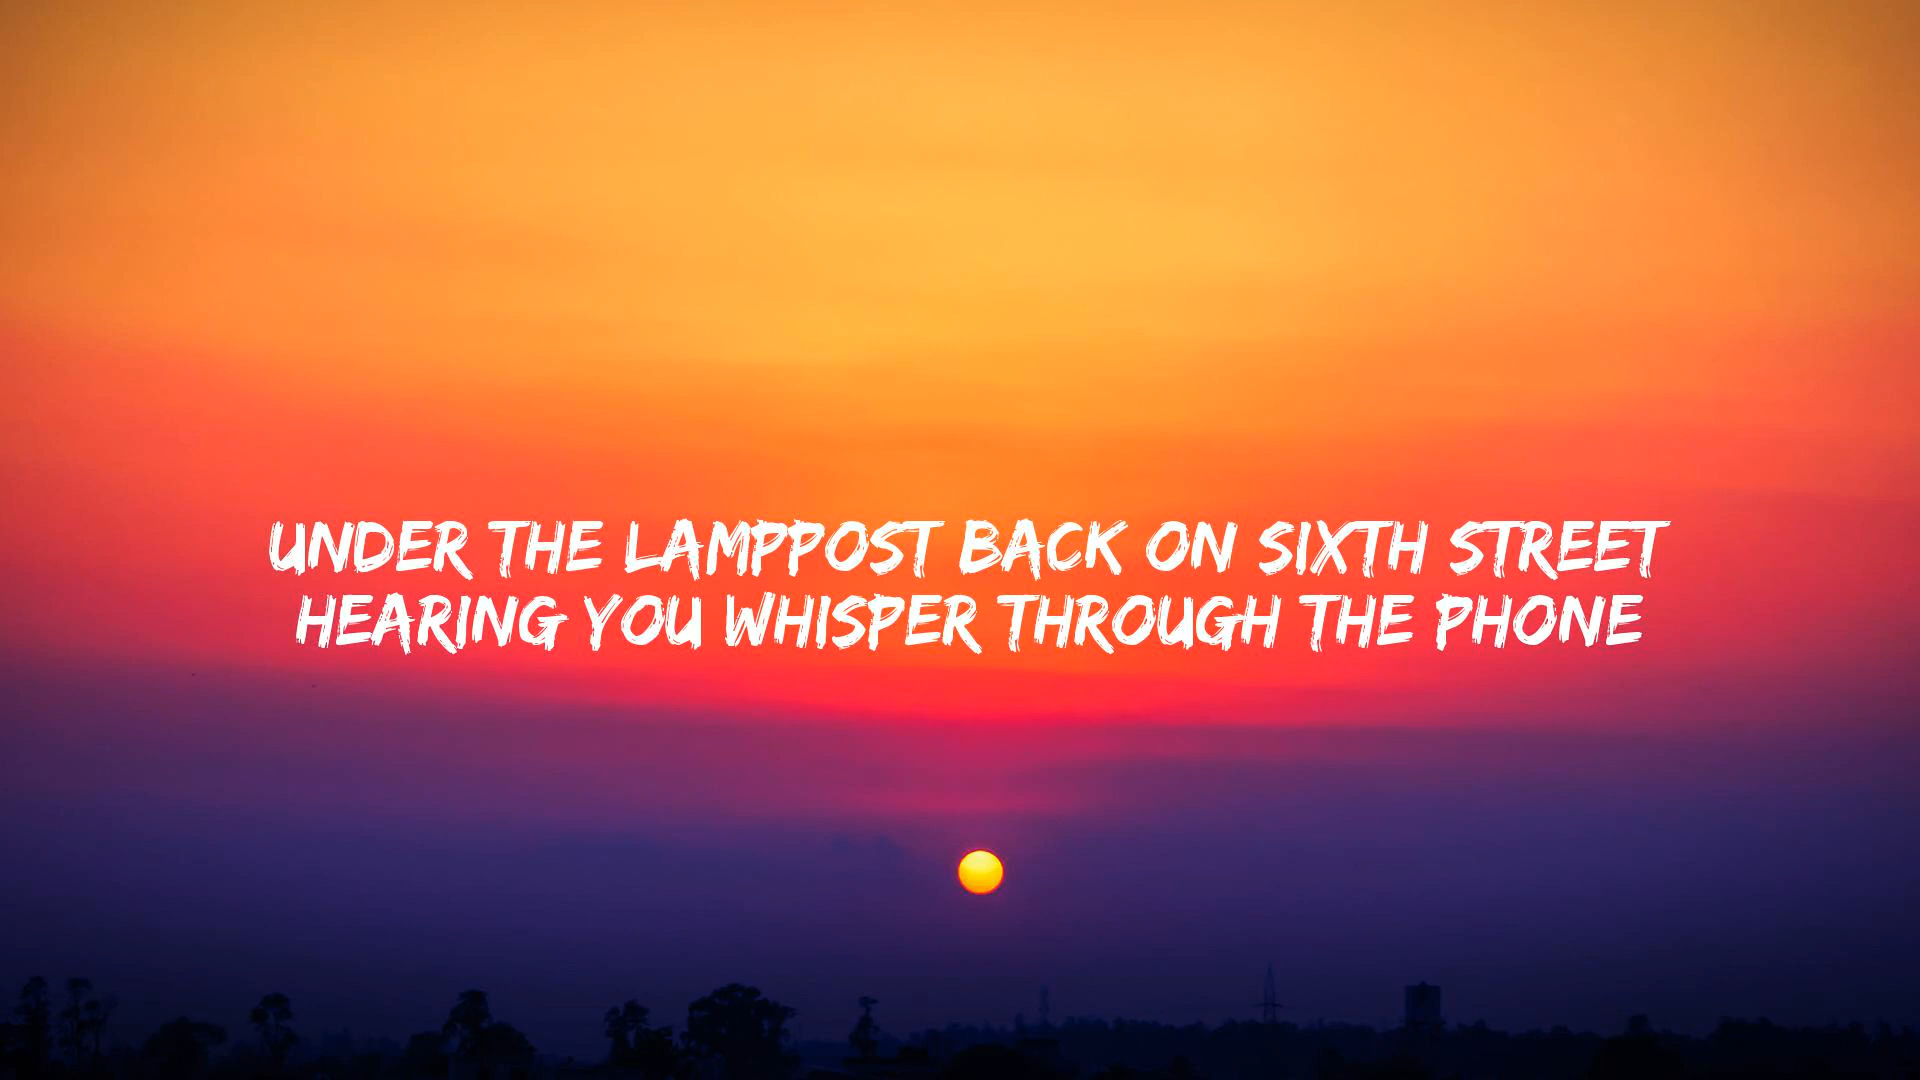 UNDER THE LAMPPOST BACK ON SIXTH STREET
HEARING YOU WHISPER THROUGH THE PHONE